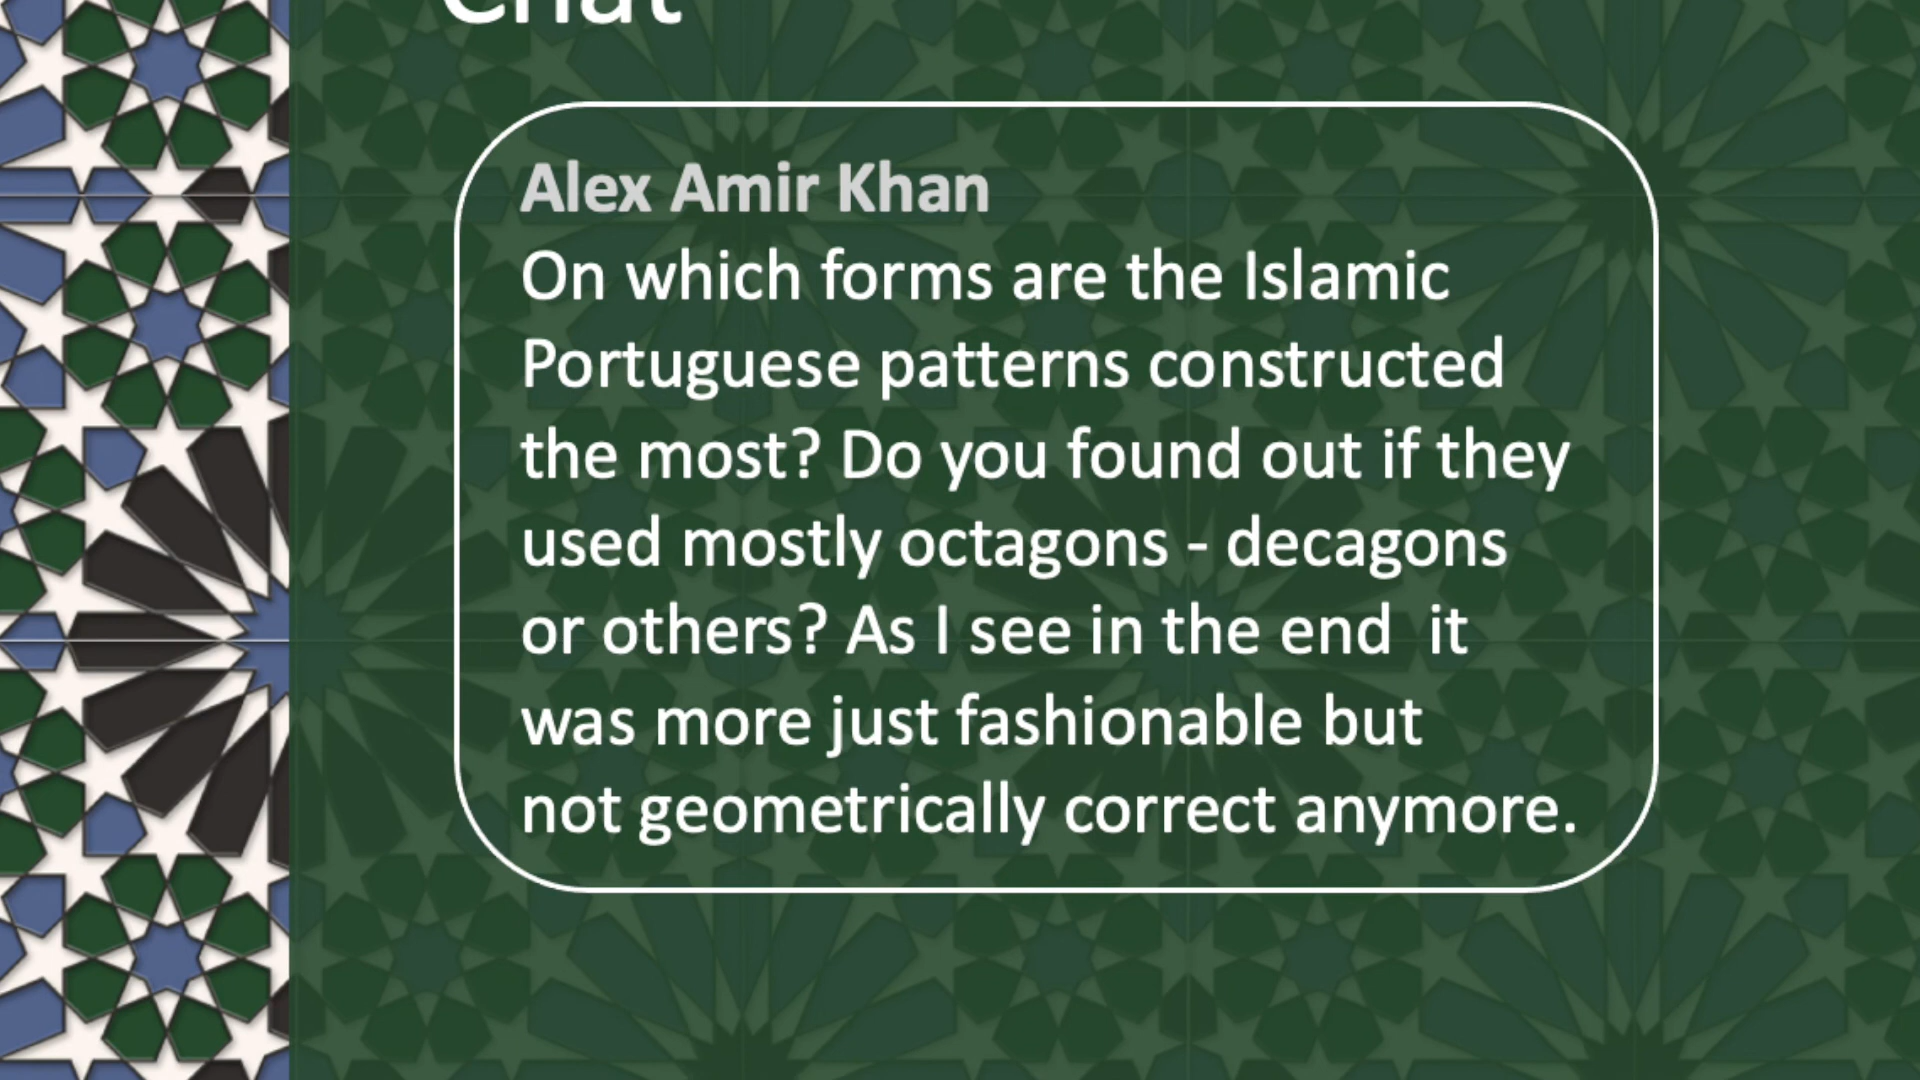 Chat
Alex Amir Khan
On which forms are the Islamic
Portuguese patterns constructed
the most? Do you found out if they
used mostly octagons - decagons
or others? As I see in the end  it
was more just fashionable but
not geometrically correct anymore.